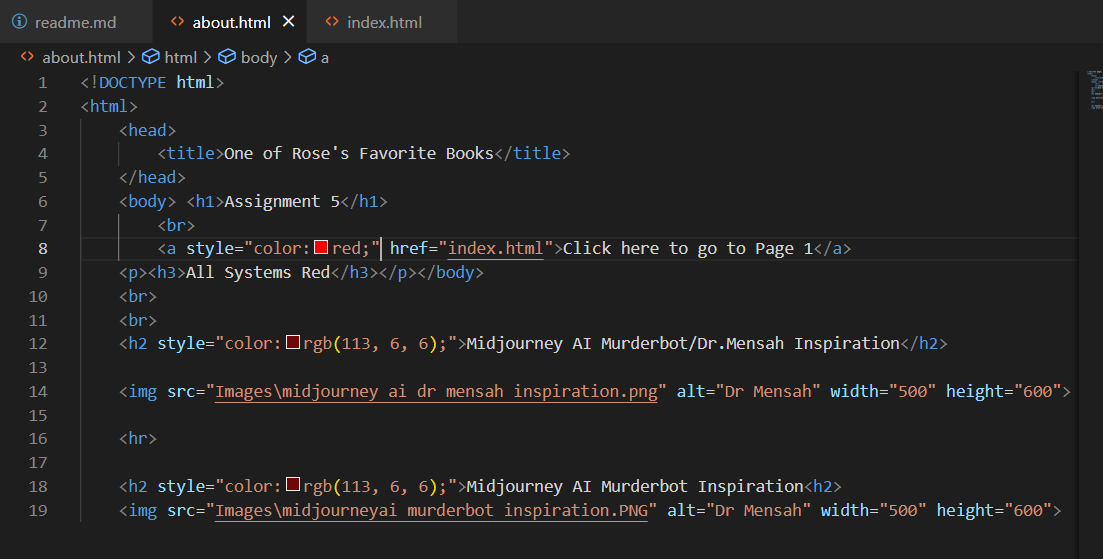 readme.md about.html × index.html
about.html > html > body > a
1 <!DOCTYPE html>
2 <html>
3 <head>
4 <title>One of Rose's Favorite Books</title>
5 </head>
6 <body> <h1>Assignment 5</h1>
7 <br>
8 <a style="color:red;" href="index.html">Click here to go to Page 1</a>
9 <p><h3>All Systems Red</h3></p></body>
10 <br>
11 <br>
12 <h2 style="color:rgb(113, 6, 6);">Midjourney AI Murderbot/Dr.Mensah Inspiration</h2>
13
14 <img src="Images\midjourney ai dr mensah inspiration.png" alt="Dr Mensah" width="500" height="600">
15
16 <hr>
17
18 <h2 style="color:rgb(113, 6, 6);">Midjourney AI Murderbot Inspiration<h2>
19 <img src="Images\midjourneyai murderbot inspiration.PNG" alt="Dr Mensah" width="500" height="600">